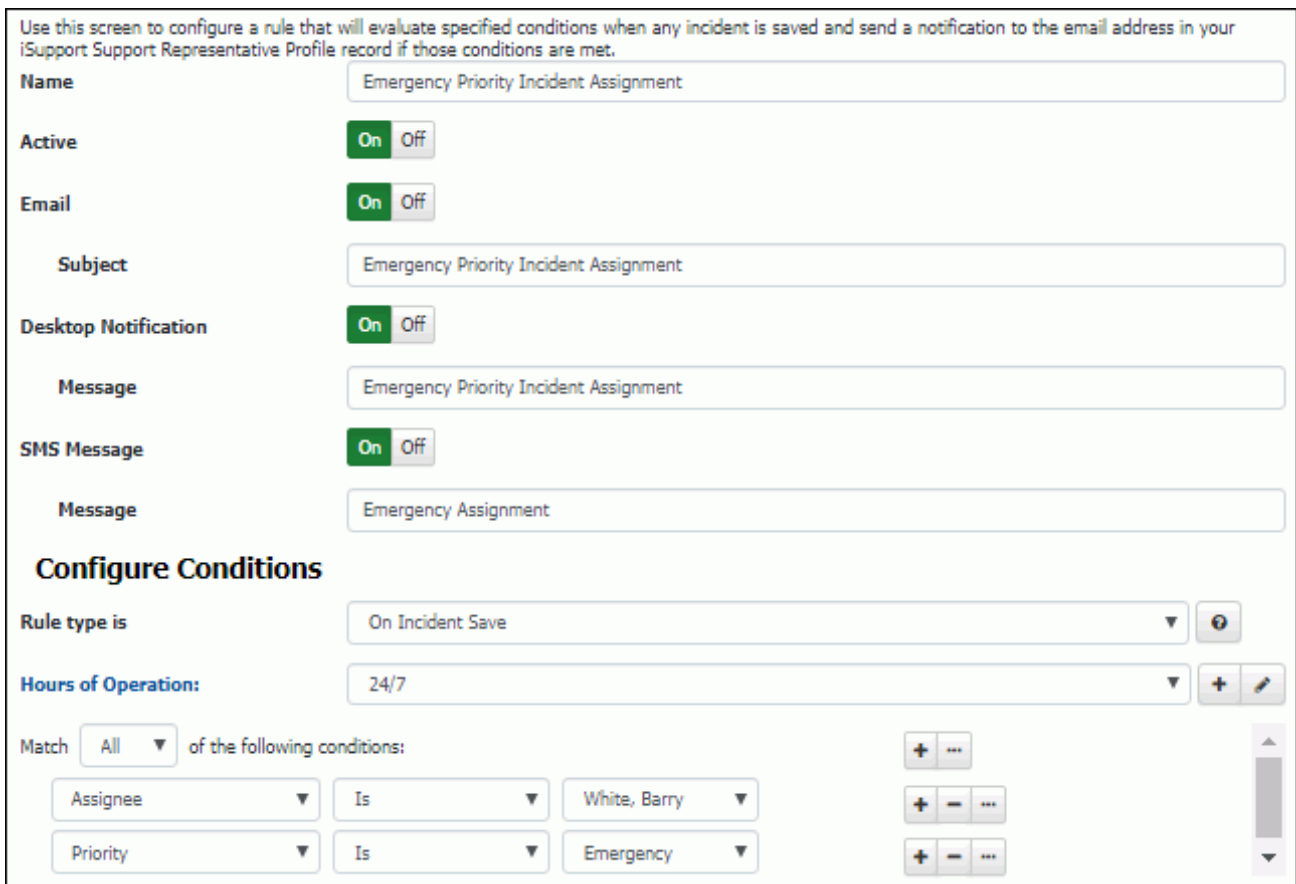 Use this screen to configure a rule that will evaluate specified conditions when any incident is saved and send a notification to the email address in your
iSupport Support Representative Profile record if those conditions are met.
Name Emergency Priority Incident Assignment
Active On Off
Email On Off
Subject Emergency Priority Incident Assignment
Desktop Notification On Off
Message Emergency Priority Incident Assignment
SMS Message On Off
Message Emergency Assignment
Configure Conditions
Rule type is On Incident Save
Hours of Operation: 24/7
Match All of the following conditions:
Assignee Is White, Barry
Priority Is Emergency